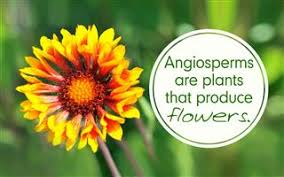 Angiosperms
are plants
that produce
flowers.